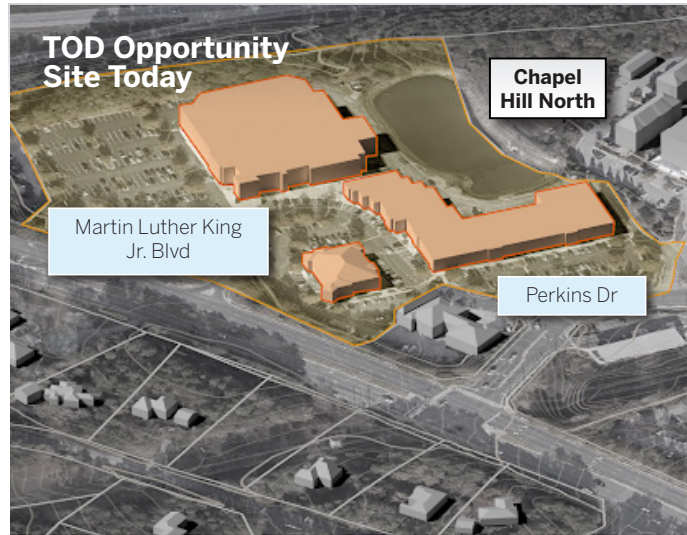 TOD Opportunity
Site Today
Chapel
Hill North
Martin Luther King
Jr. Blvd
Perkins Dr